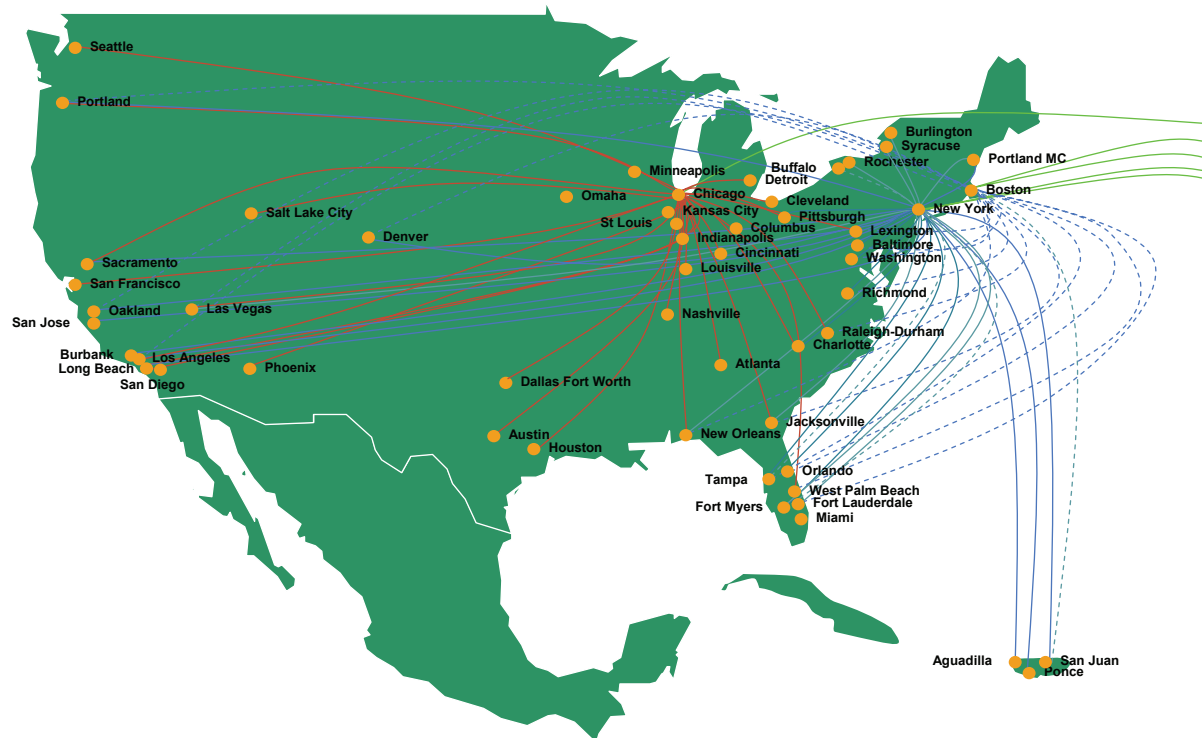 Seattle
Portland
Burlington
Syracuse
Buffalo
Rochester
Portland MC
Minneapolis
Detroit
Boston
Omaha
Chicago
Cleveland
New York
Salt Lake City
Kansas City
Pittsburgh
St Louis
Columbus
Lexington
Denver
Indianapolis
Baltimore
Cincinnati
Washington
Sacramento
Louisville
San Francisco
Richmond
Oakland
Las Vegas
San Jose
Nashville
Raleigh-Durham
Charlotte
Burbank
Los Angeles
Long Beach
Phoenix
Atlanta
San Diego
Dallas Fort Worth
Jacksonville
Austin
New Orleans
Houston
Orlando
Tampa
West Palm Beach
Fort Myers
Fort Lauderdale
Miami
Aguadilla
San Juan
Ponce